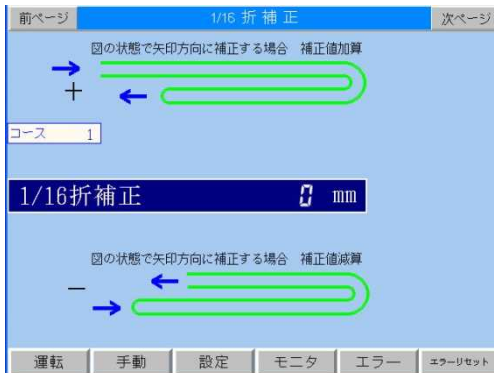 前ページ
1/16 折 補 正
次ページ
図の状態で矢印方向に補正する場合　補正値加算
+
コース 1
1/16折補正 0 mm
図の状態で矢印方向に補正する場合　補正値減算
−
運転
手動
設定
モニタ
エラー
エラーリセット